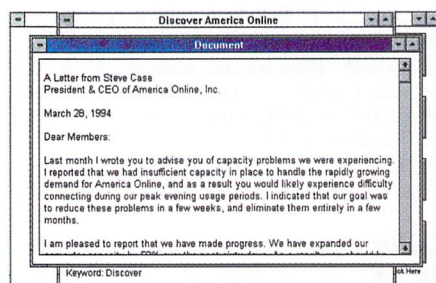 Discover America Online
Document
A Letter from Steve Case
President & CEO of America Online, Inc.
March 28, 1994
Dear Members:
Last month I wrote you to advise you of capacity problems we were experiencing.
I reported that we had insufficient capacity in place to handle the rapidly growing
demand for America Online, and as a result you would likely experience difficulty
connecting during our peak evening usage periods. I indicated that our goal was
to reduce these problems in a few weeks, and eliminate them entirely in a few
months.
I am pleased to report that we have made progress. We have expanded our
Keyword: Discover
ck Here